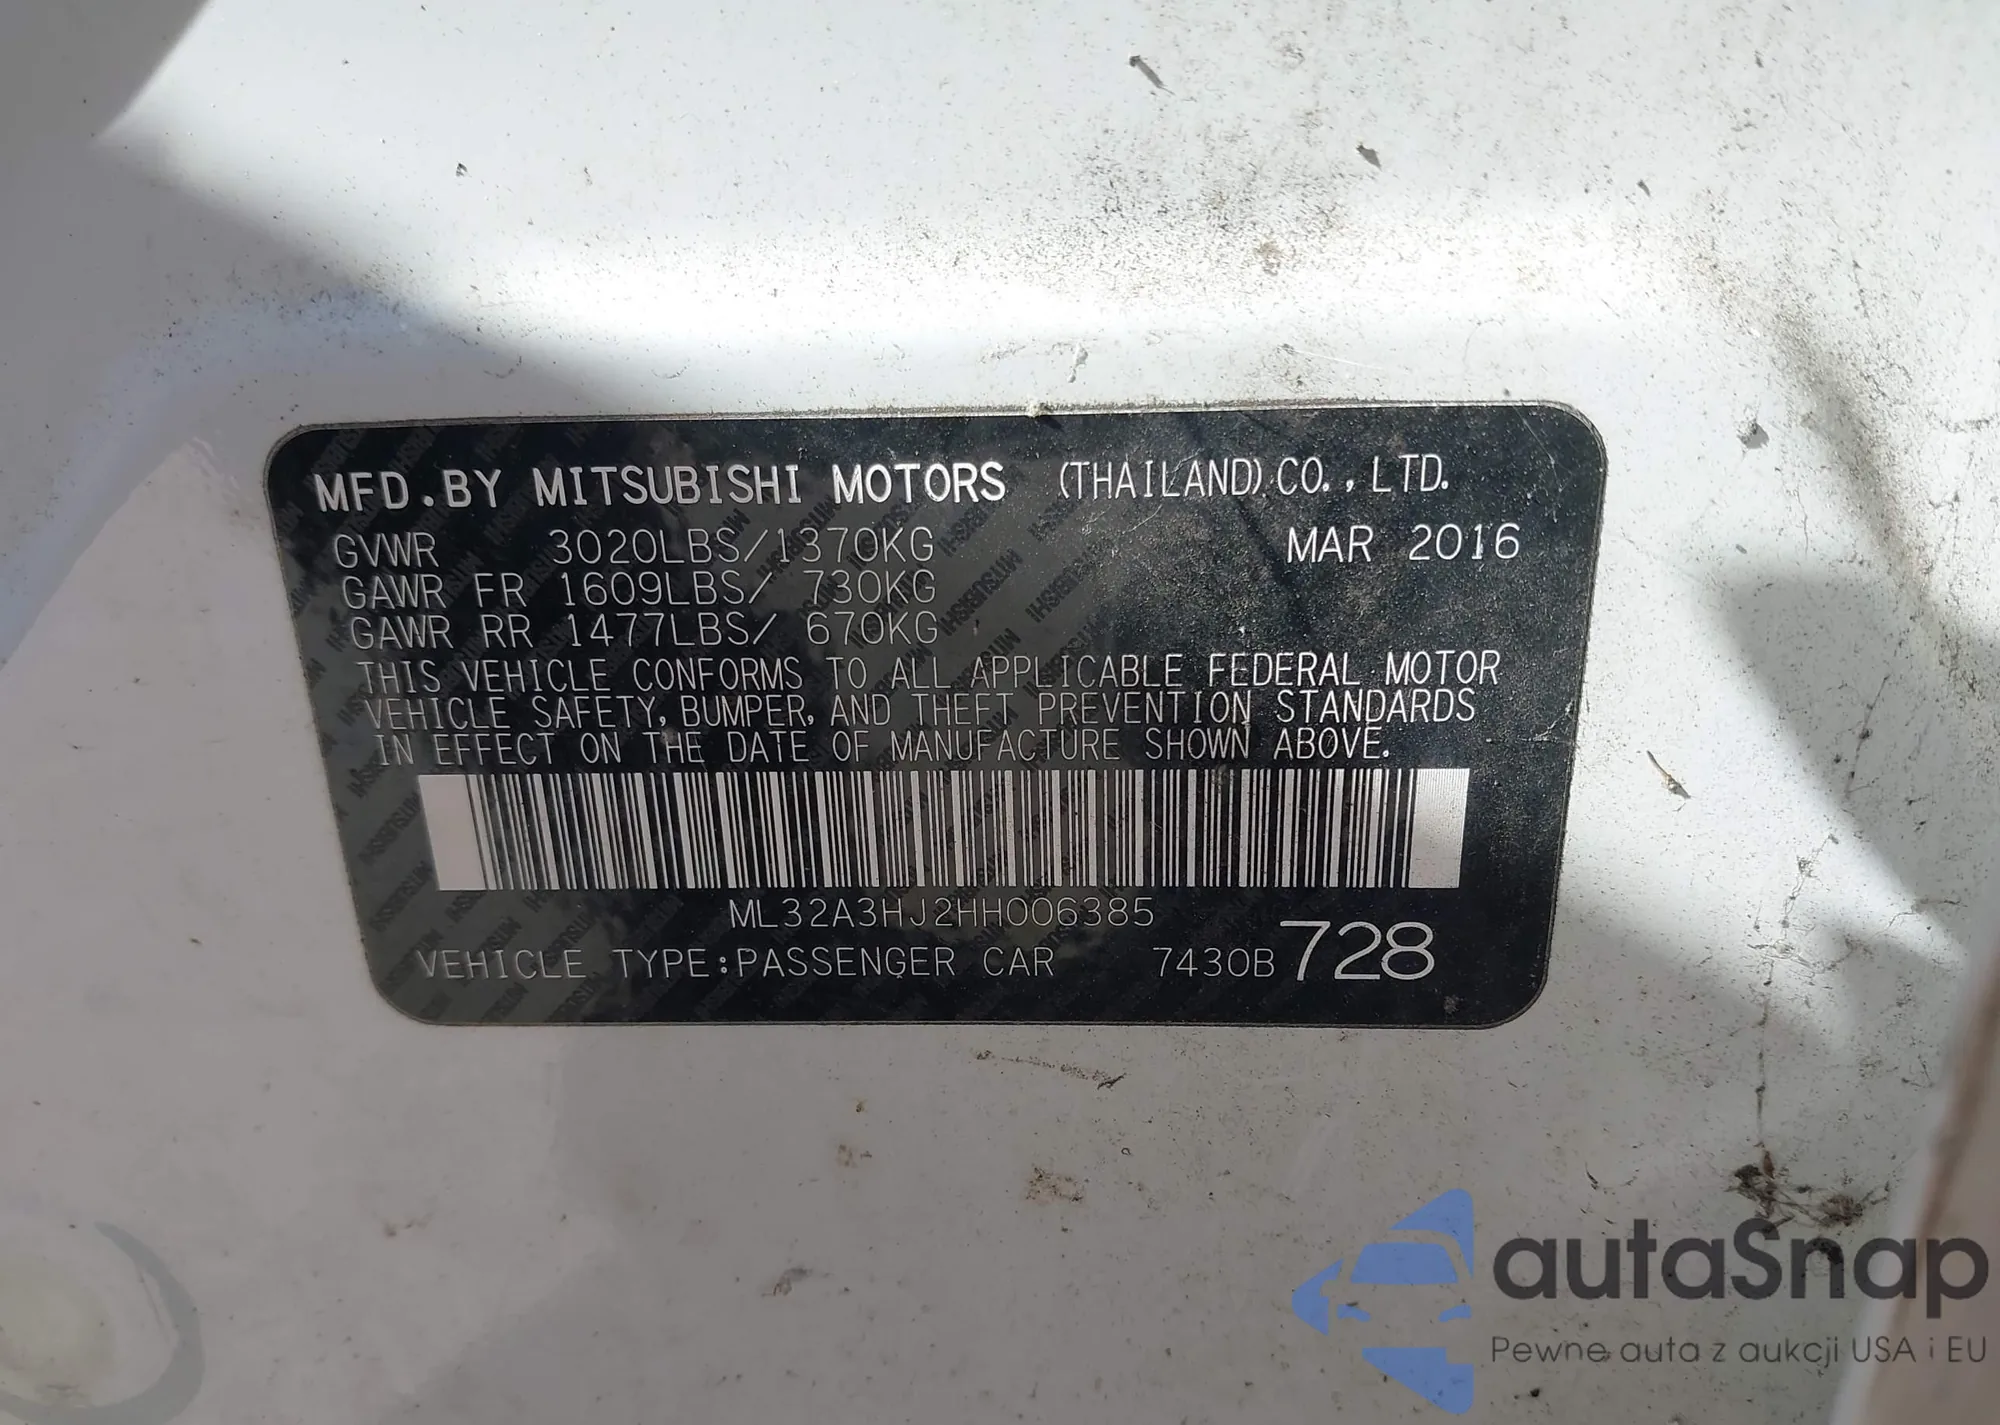 MFD.BY MITSUBISHI MOTORS (THAILAND) CO., LTD.
GVWR 3020LBS/1370KG MAR 2016
GAWR FR 1609LBS/ 730KG
GAWR RR 1477LBS/ 670KG
THIS VEHICLE CONFORMS TO ALL APPLICABLE FEDERAL MOTOR
VEHICLE SAFETY, BUMPER, AND THEFT PREVENTION STANDARDS
IN EFFECT ON THE DATE OF MANUFACTURE SHOWN ABOVE.
ML32A3HJ2HH006385
VEHICLE TYPE:PASSENGER CAR 7430B 728
autaSnap
Pewne auta z aukcji USA i EU